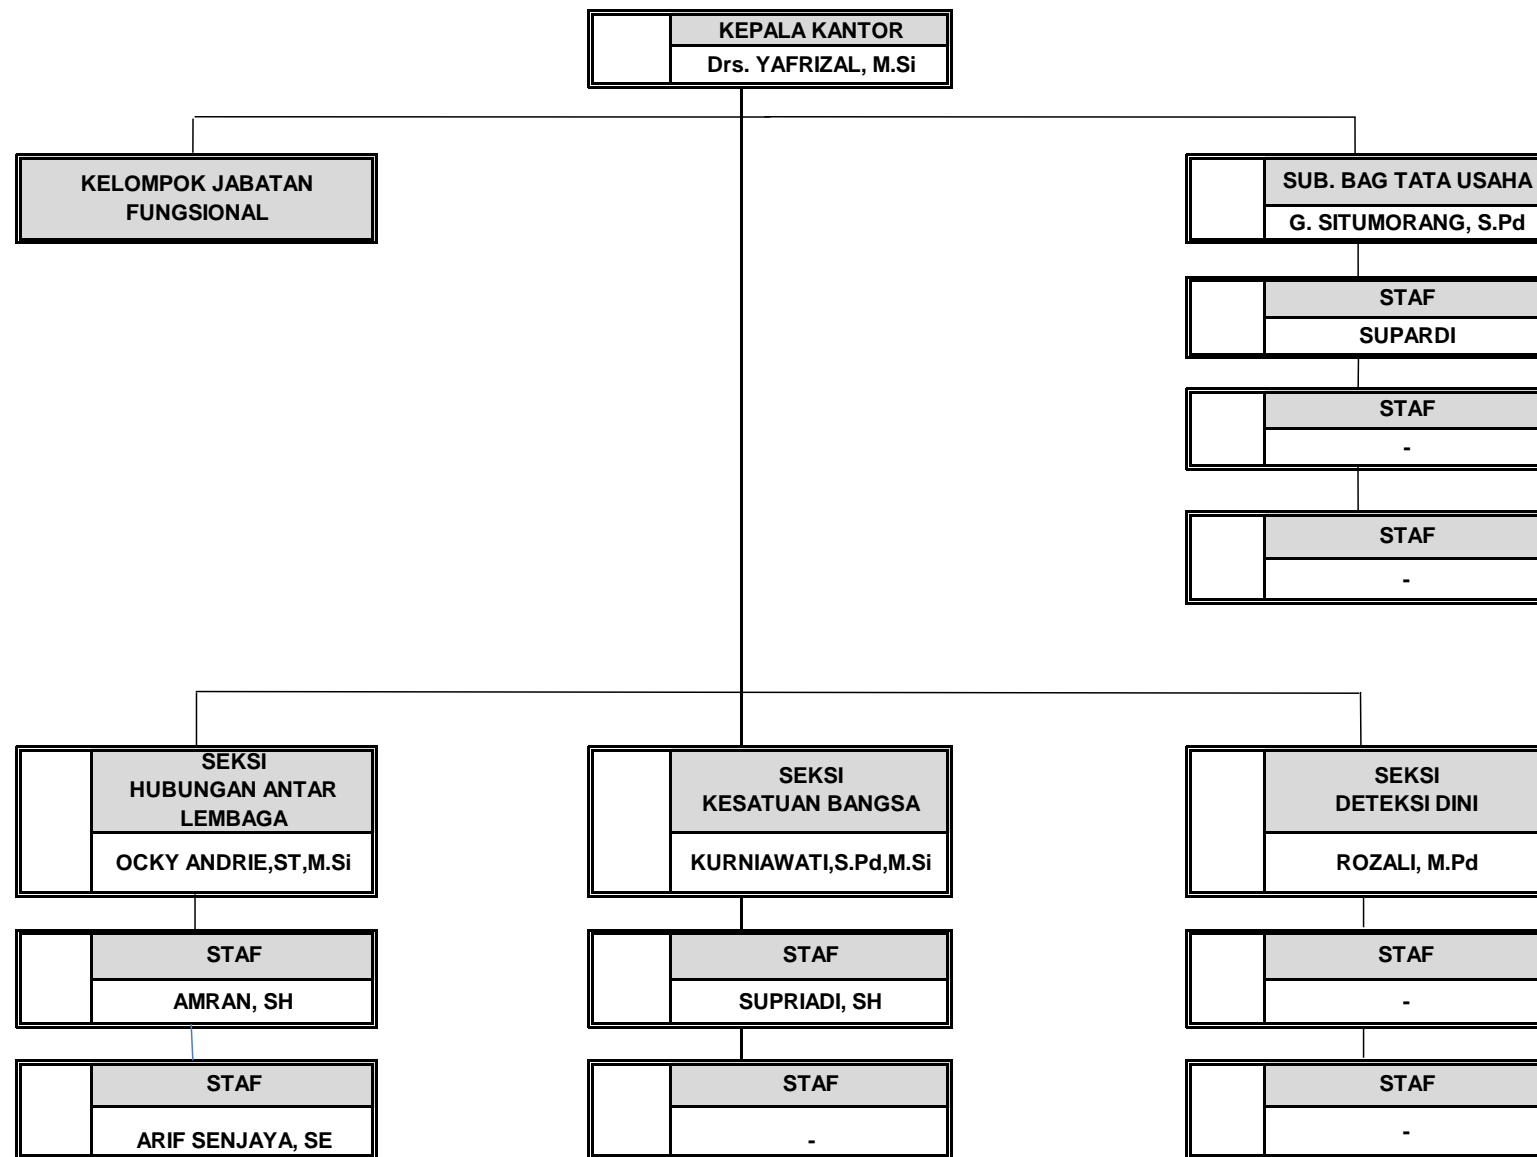 KEPALA KANTOR
Drs. YAFRIZAL, M.Si
KELOMPOK JABATAN
FUNGSIONAL
SUB. BAG TATA USAHA
G. SITUMORANG, S.Pd
STAF
SUPARDI
STAF
-
STAF
-
SEKSI
HUBUNGAN ANTAR
LEMBAGA
OCKY ANDRIE,ST,M.Si
SEKSI
KESATUAN BANGSA
KURNIAWATI,S.Pd,M.Si
SEKSI
DETEKSI DINI
ROZALI, M.Pd
STAF
AMRAN, SH
STAF
SUPRIADI, SH
STAF
-
STAF
ARIF SENJAYA, SE
STAF
-
STAF
-